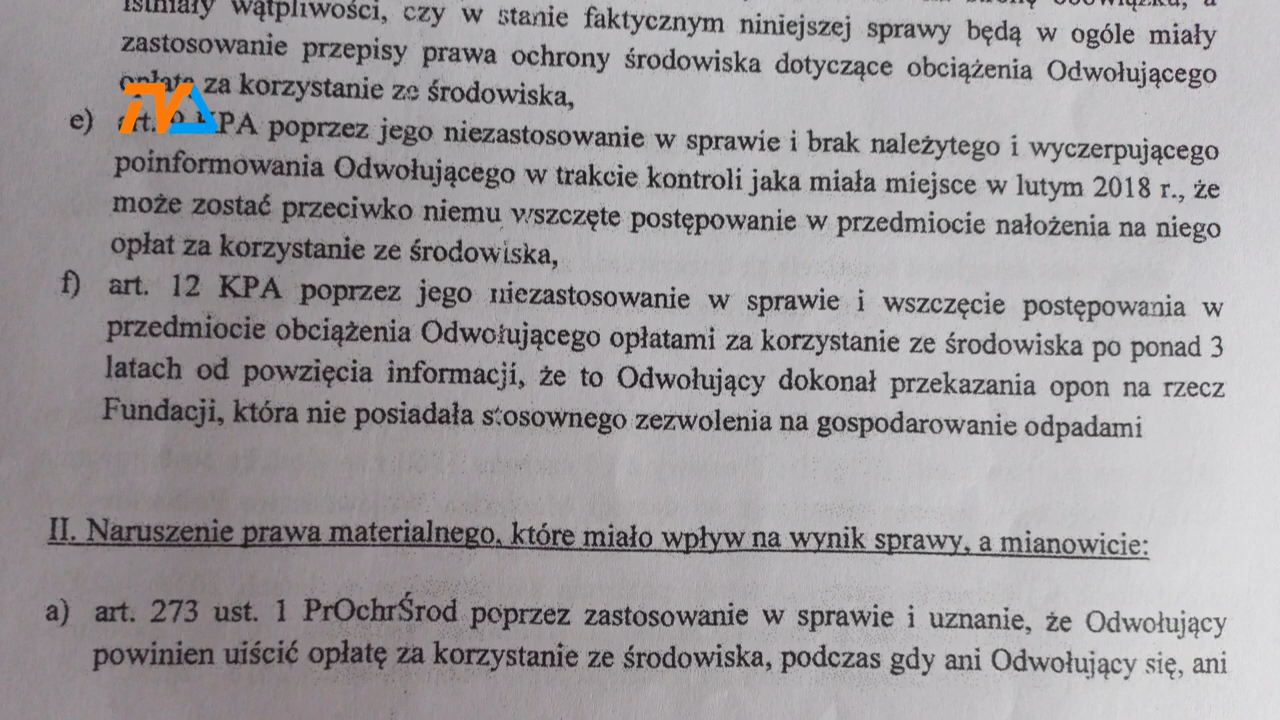 istniały wątpliwości, czy w stanie faktycznym niniejszej sprawy będą w ogóle miały
zastosowanie przepisy prawa ochrony środowiska dotyczące obciążenia Odwołującego
opłatą za korzystanie ze środowiska,
e) art. 9 KPA poprzez jego niezastosowanie w sprawie i brak należytego i wyczerpującego
poinformowania Odwołującego w trakcie kontroli jaka miała miejsce w lutym 2018 r., że
może zostać przeciwko niemu wszczęte postępowanie w przedmiocie nałożenia na niego
opłat za korzystanie ze środowiska,
f) art. 12 KPA poprzez jego niezastosowanie w sprawie i wszczęcie postępowania w
przedmiocie obciążenia Odwołującego opłatami za korzystanie ze środowiska po ponad 3
latach od powzięcia informacji, że to Odwołujący dokonał przekazania opon na rzecz
Fundacji, która nie posiadała stosownego zezwolenia na gospodarowanie odpadami
II. Naruszenie prawa materialnego, które miało wpływ na wynik sprawy, a mianowicie:
a) art. 273 ust. 1 PrOchrŚrod poprzez zastosowanie w sprawie i uznanie, że Odwołujący
powinien uiścić opłatę za korzystanie ze środowiska, podczas gdy ani Odwołujący się, ani